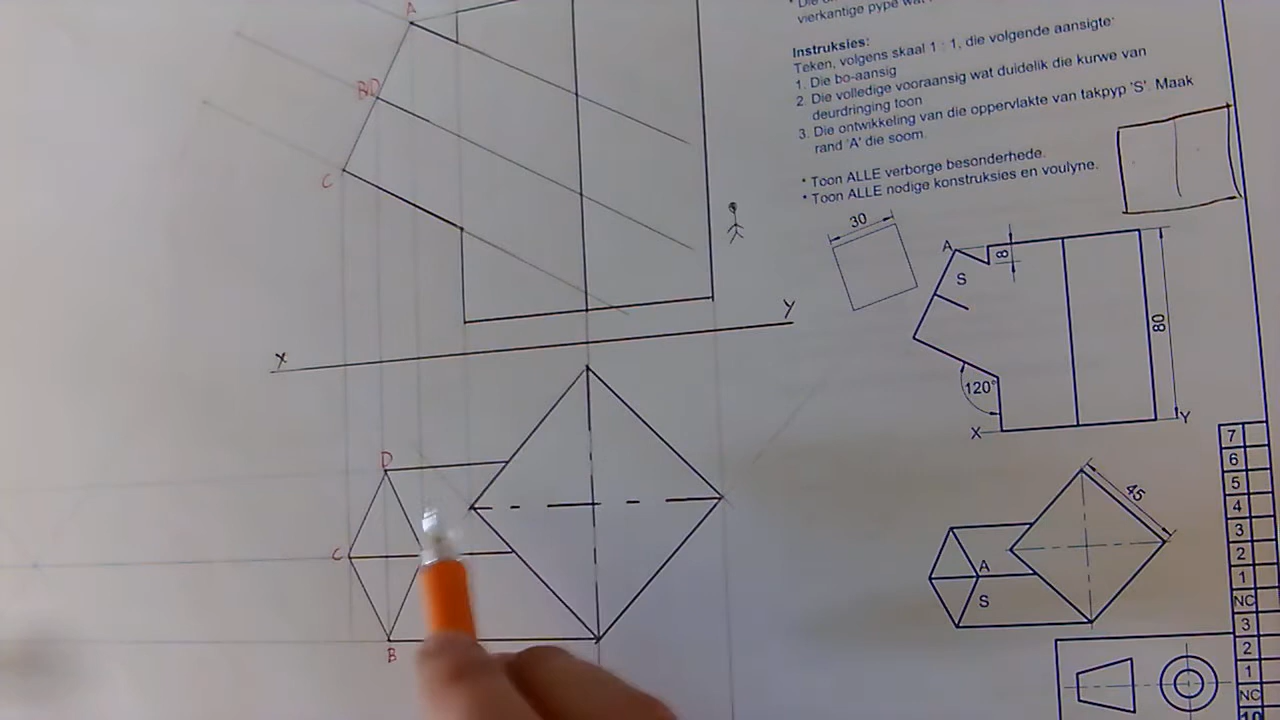 vierkantige pype
Instruksies:
Teken, volgens skaal 1 : 1, die volgende aansigte:
1. Die bo-aansig
2. Die volledige vooraansig wat duidelik die kurwe van
deurdringing toon
3. Die ontwikkeling van die oppervlakte van takpyp 'S'. Maak
rand 'A' die soom.
* Toon ALLE verborge besonderhede.
* Toon ALLE nodige konstruksies en voulyne.
A
BD
C
X
Y
D
C
B
30
A
S
8
80
120°
X
Y
45
A
S
7
6
5
4
3
2
1
NC
3
2
1
NC
10